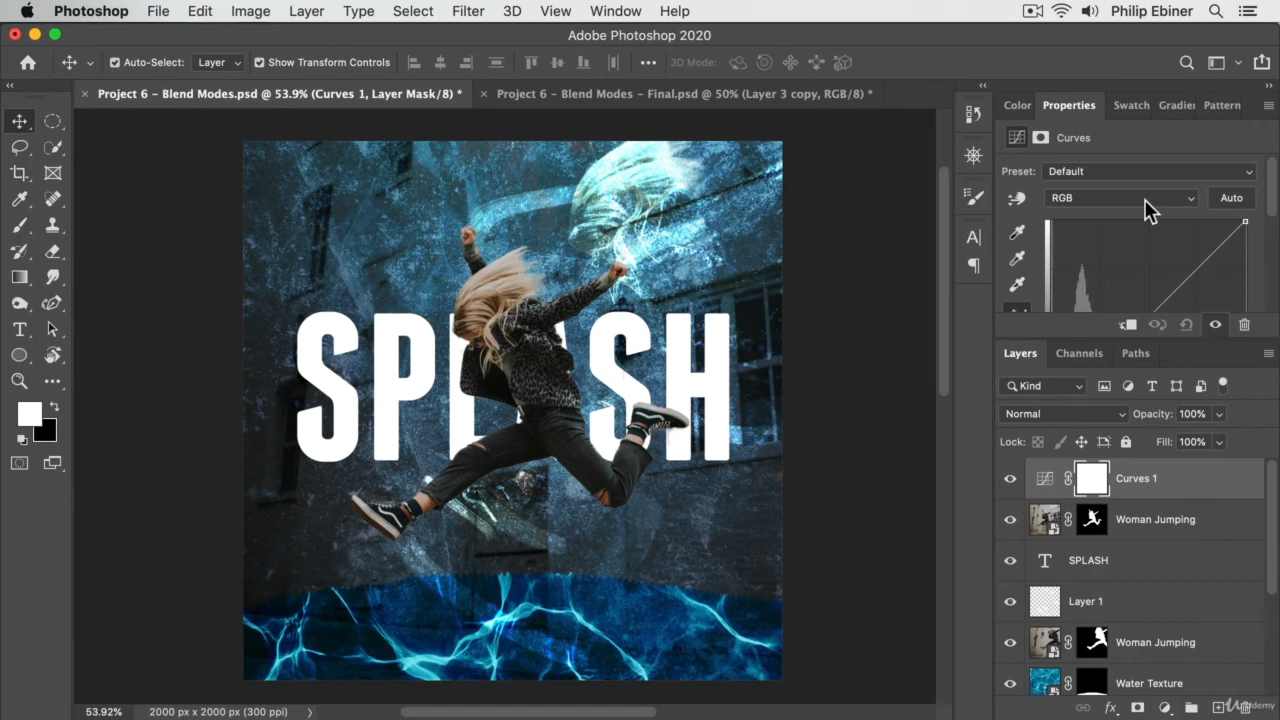 Photoshop File Edit Image Layer Type Select Filter 3D View Window Help Philip Ebiner
Adobe Photoshop 2020
Auto-Select: Layer Show Transform Controls 3D Mode:
Project 6 – Blend Modes.psd @ 53.9% (Curves 1, Layer Mask/8) * Project 6 – Blend Modes – Final.psd @ 50% (Layer 3 copy, RGB/8) *
Color Properties Swatch Gradier Pattern
Curves
Preset: Default
RGB Auto
SPLASH
Layers Channels Paths
Kind
Normal Opacity: 100%
Lock: Fill: 100%
Curves 1
Woman Jumping
SPLASH
Layer 1
Woman Jumping
Water Texture
53.92% 2000 px x 2000 px (300 ppi)
fx